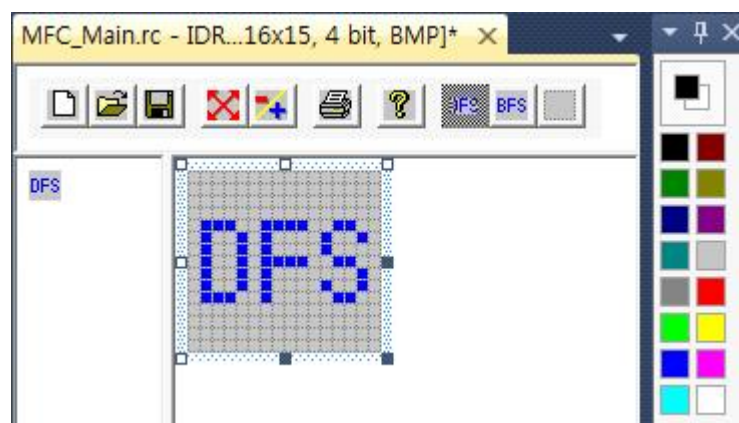 MFC_Main.rc - IDR...16x15, 4 bit, BMP]*
DFS BFS
DFS
DFS